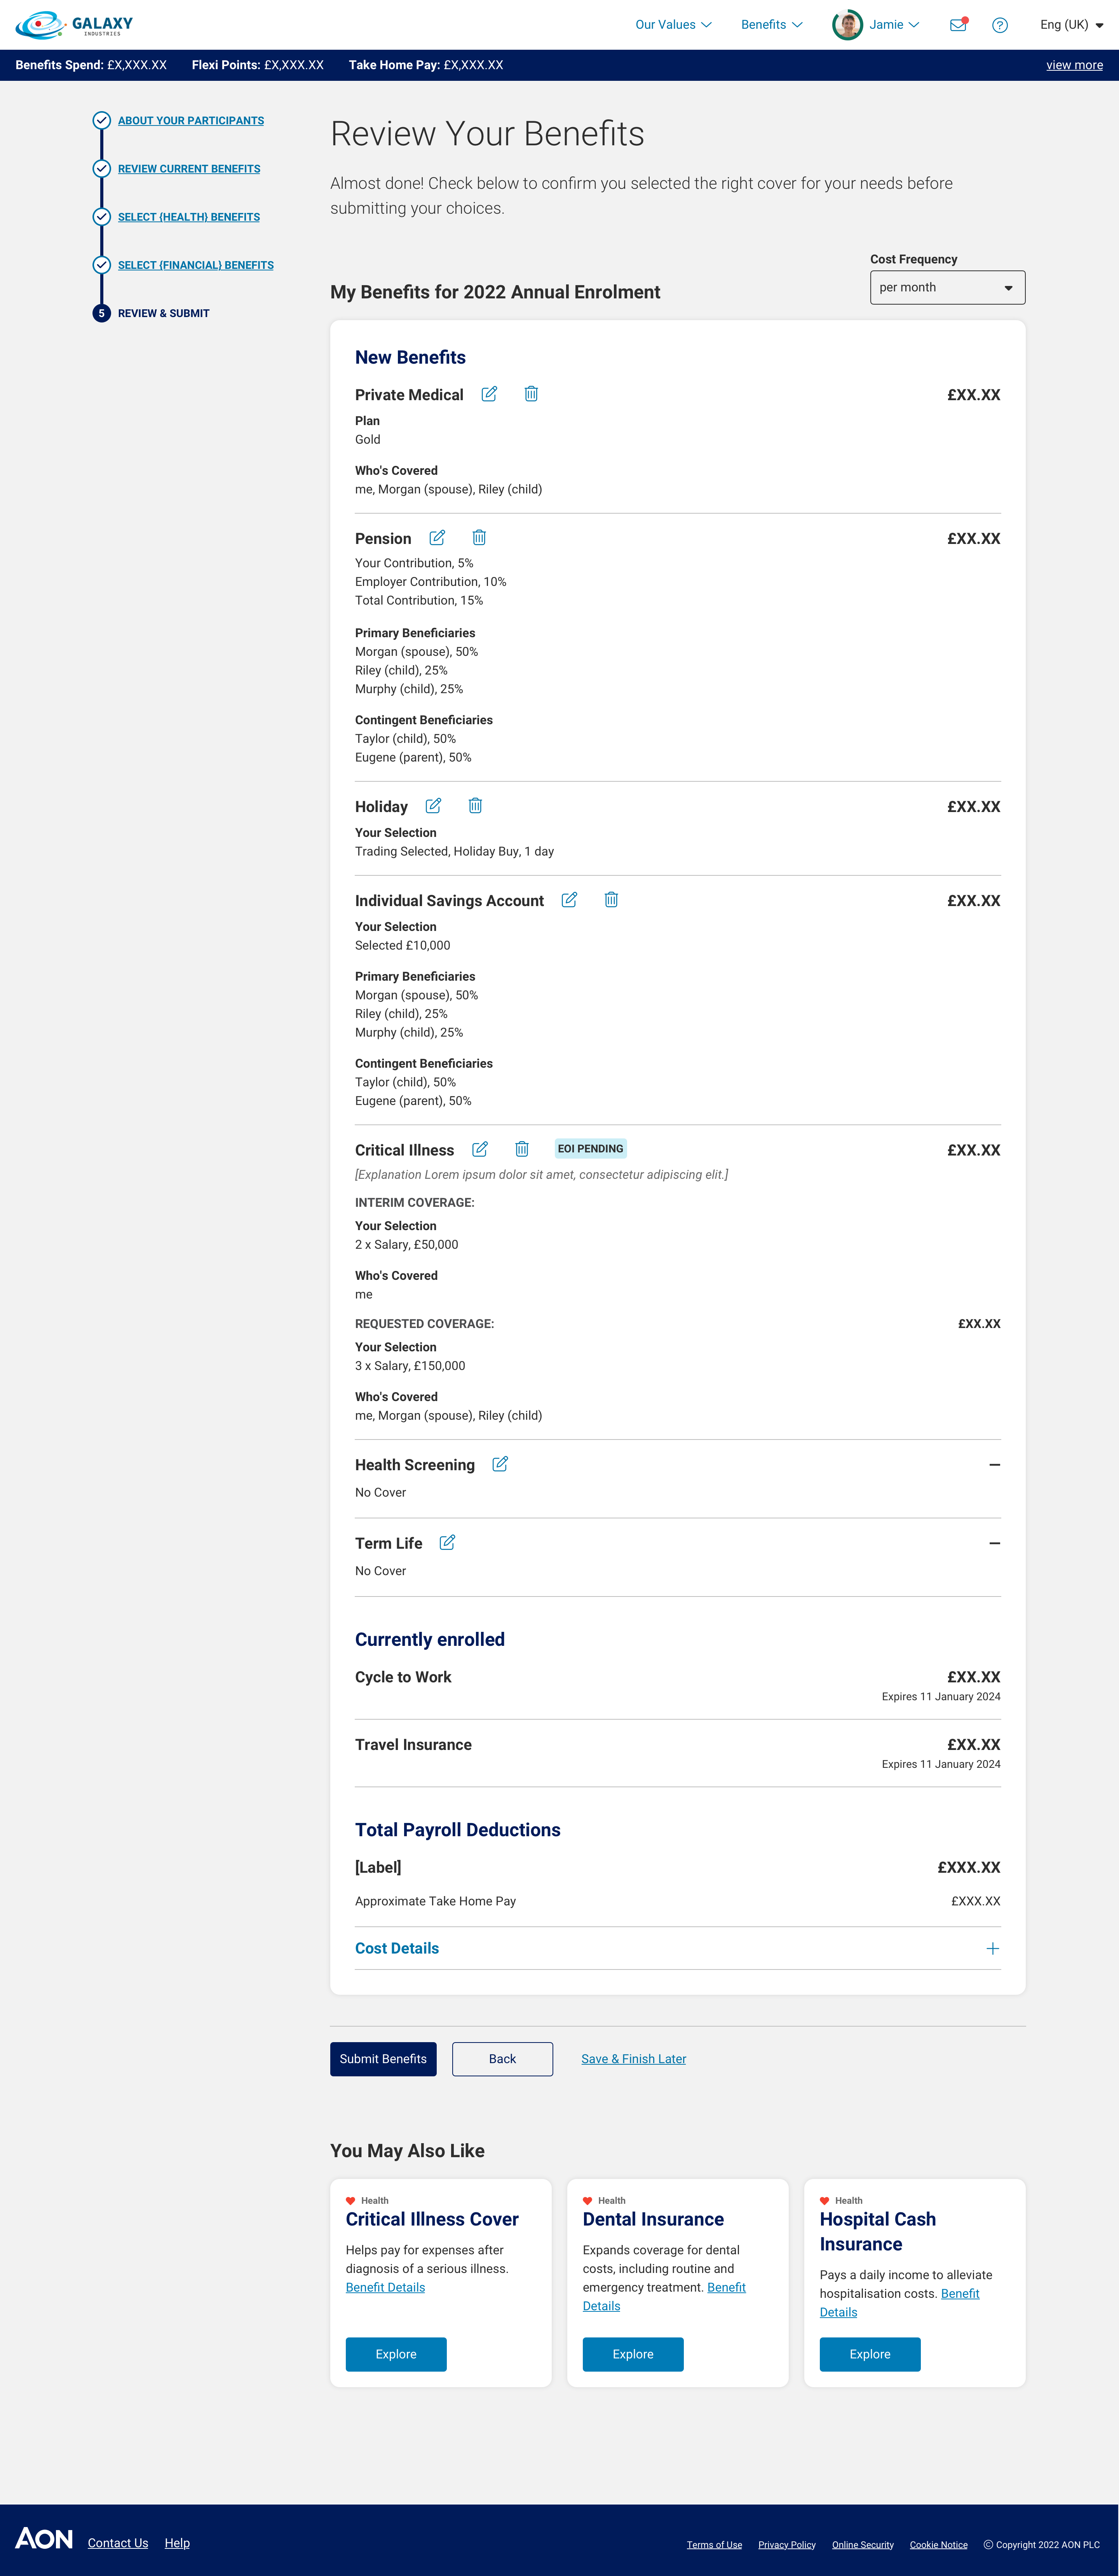 GALAXY
INDUSTRIES
Our Values
Benefits
Jamie
Eng (UK)
Benefits Spend: £X,XXX.XX
Flexi Points: £X,XXX.XX
Take Home Pay: £X,XXX.XX
view more
ABOUT YOUR PARTICIPANTS
REVIEW CURRENT BENEFITS
SELECT {HEALTH} BENEFITS
SELECT {FINANCIAL} BENEFITS
5 REVIEW & SUBMIT
Review Your Benefits
Almost done! Check below to confirm you selected the right cover for your needs before
submitting your choices.
Cost Frequency
per month
My Benefits for 2022 Annual Enrolment
New Benefits
Private Medical £XX.XX
Plan
Gold
Who's Covered
me, Morgan (spouse), Riley (child)
Pension £XX.XX
Your Contribution, 5%
Employer Contribution, 10%
Total Contribution, 15%
Primary Beneficiaries
Morgan (spouse), 50%
Riley (child), 25%
Murphy (child), 25%
Contingent Beneficiaries
Taylor (child), 50%
Eugene (parent), 50%
Holiday £XX.XX
Your Selection
Trading Selected, Holiday Buy, 1 day
Individual Savings Account £XX.XX
Your Selection
Selected £10,000
Primary Beneficiaries
Morgan (spouse), 50%
Riley (child), 25%
Murphy (child), 25%
Contingent Beneficiaries
Taylor (child), 50%
Eugene (parent), 50%
Critical Illness EOI PENDING £XX.XX
[Explanation Lorem ipsum dolor sit amet, consectetur adipiscing elit.]
INTERIM COVERAGE:
Your Selection
2 x Salary, £50,000
Who's Covered
me
REQUESTED COVERAGE: £XX.XX
Your Selection
3 x Salary, £150,000
Who's Covered
me, Morgan (spouse), Riley (child)
Health Screening –
No Cover
Term Life –
No Cover
Currently enrolled
Cycle to Work £XX.XX
Expires 11 January 2024
Travel Insurance £XX.XX
Expires 11 January 2024
Total Payroll Deductions
[Label] £XXX.XX
Approximate Take Home Pay £XXX.XX
Cost Details +
Submit Benefits
Back
Save & Finish Later
You May Also Like
Health
Critical Illness Cover
Helps pay for expenses after
diagnosis of a serious illness.
Benefit Details
Explore
Health
Dental Insurance
Expands coverage for dental
costs, including routine and
emergency treatment. Benefit
Details
Explore
Health
Hospital Cash
Insurance
Pays a daily income to alleviate
hospitalisation costs. Benefit
Details
Explore
AON
Contact Us
Help
Terms of Use
Privacy Policy
Online Security
Cookie Notice
© Copyright 2022 AON PLC